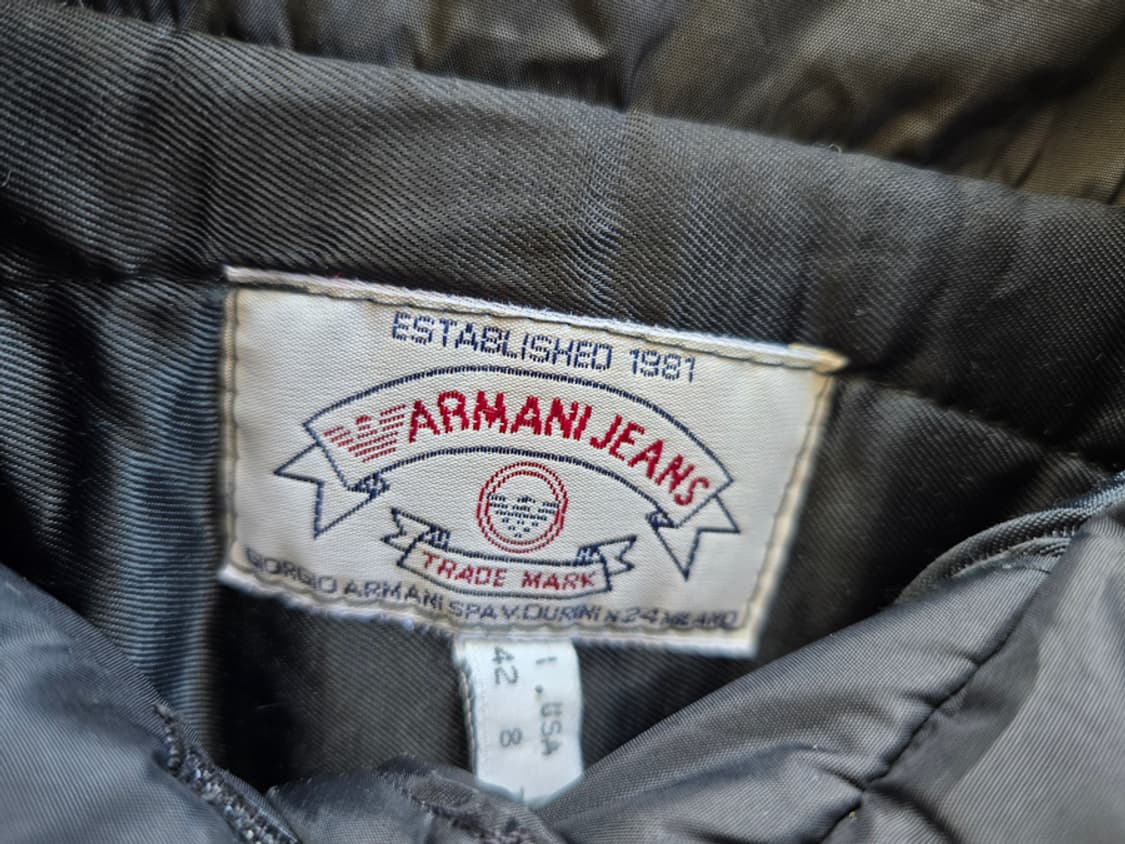 ESTABLISHED 1981
ARMANI JEANS
TRADE MARK
GIORGIO ARMANI SPA V. DURINI N. 24 MILANO
I . USA
42 8